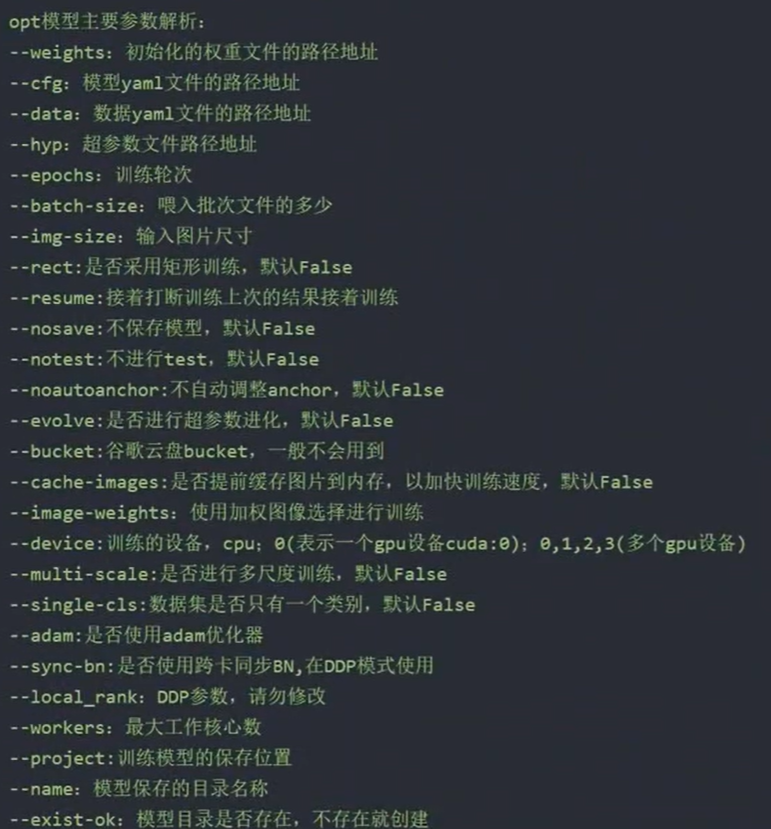 opt模型主要参数解析：
--weights：初始化的权重文件的路径地址
--cfg：模型yaml文件的路径地址
--data：数据yaml文件的路径地址
--hyp：超参数文件路径地址
--epochs：训练轮次
--batch-size：喂入批次文件的多少
--img-size：输入图片尺寸
--rect:是否采用矩形训练，默认False
--resume:接着打断训练上次的结果接着训练
--nosave:不保存模型，默认False
--notest:不进行test，默认False
--noautoanchor:不自动调整anchor，默认False
--evolve:是否进行超参数进化，默认False
--bucket:谷歌云盘bucket，一般不会用到
--cache-images:是否提前缓存图片到内存，以加快训练速度，默认False
--image-weights：使用加权图像选择进行训练
--device:训练的设备，cpu；0(表示一个gpu设备cuda:0)；0,1,2,3(多个gpu设备)
--multi-scale:是否进行多尺度训练，默认False
--single-cls:数据集是否只有一个类别，默认False
--adam:是否使用adam优化器
--sync-bn:是否使用跨卡同步BN,在DDP模式使用
--local_rank：DDP参数，请勿修改
--workers：最大工作核心数
--project:训练模型的保存位置
--name：模型保存的目录名称
--exist-ok：模型目录是否存在，不存在就创建